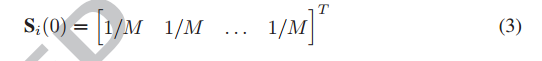 S_i(0) = [1/M 1/M ... 1/M]^T (3)